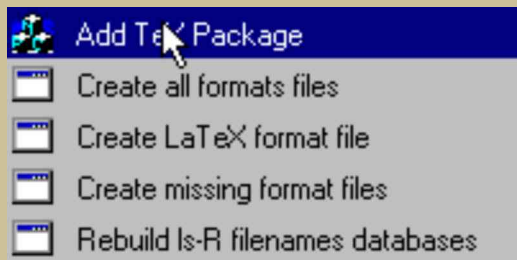 Add TeX Package
Create all formats files
Create LaTeX format file
Create missing format files
Rebuild ls-R filenames databases